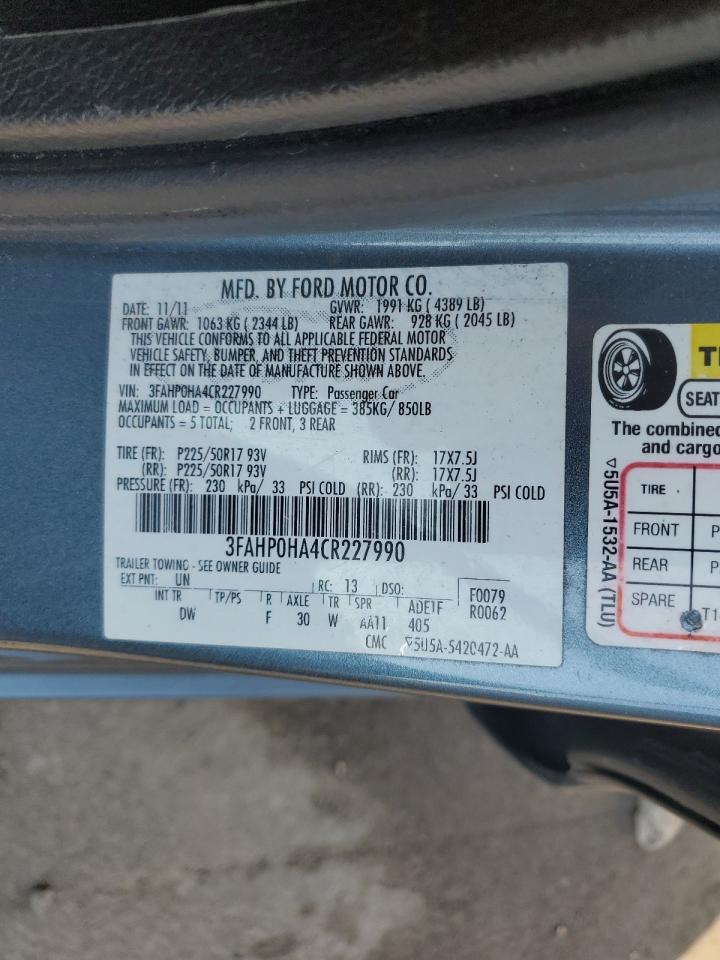 MFD. BY FORD MOTOR CO.
DATE: 11/11 GVWR: 1991 KG ( 4389 LB)
FRONT GAWR: 1063 KG ( 2344 LB) REAR GAWR: 928 KG ( 2045 LB)
THIS VEHICLE CONFORMS TO ALL APPLICABLE FEDERAL MOTOR
VEHICLE SAFETY, BUMPER, AND THEFT PREVENTION STANDARDS
IN EFFECT ON THE DATE OF MANUFACTURE SHOWN ABOVE.
VIN: 3FAHP0HA4CR227990 TYPE: Passenger Car
MAXIMUM LOAD = OCCUPANTS + LUGGAGE = 385KG/ 850LB
OCCUPANTS = 5 TOTAL; 2 FRONT, 3 REAR
TIRE (FR): P225/50R17 93V RIMS (FR): 17X7.5J
(RR): P225/50R17 93V (RR): 17X7.5J
PRESSURE (FR): 230 kPa/ 33 PSI COLD (RR): 230 kPa/ 33 PSI COLD
3FAHP0HA4CR227990
TRAILER TOWING - SEE OWNER GUIDE
EXT PNT: UN RC: 13 DSO: F0079
INT TR TP/PS R AXLE TR SPR ADE1F R0062
DW F 30 W AA11 405
CMC ▽5U5A-5420472-AA
SEAT
The combined
and cargo
▽5U5A-1532-AA (TLU)
TIRE
FRONT P
REAR P
SPARE T1